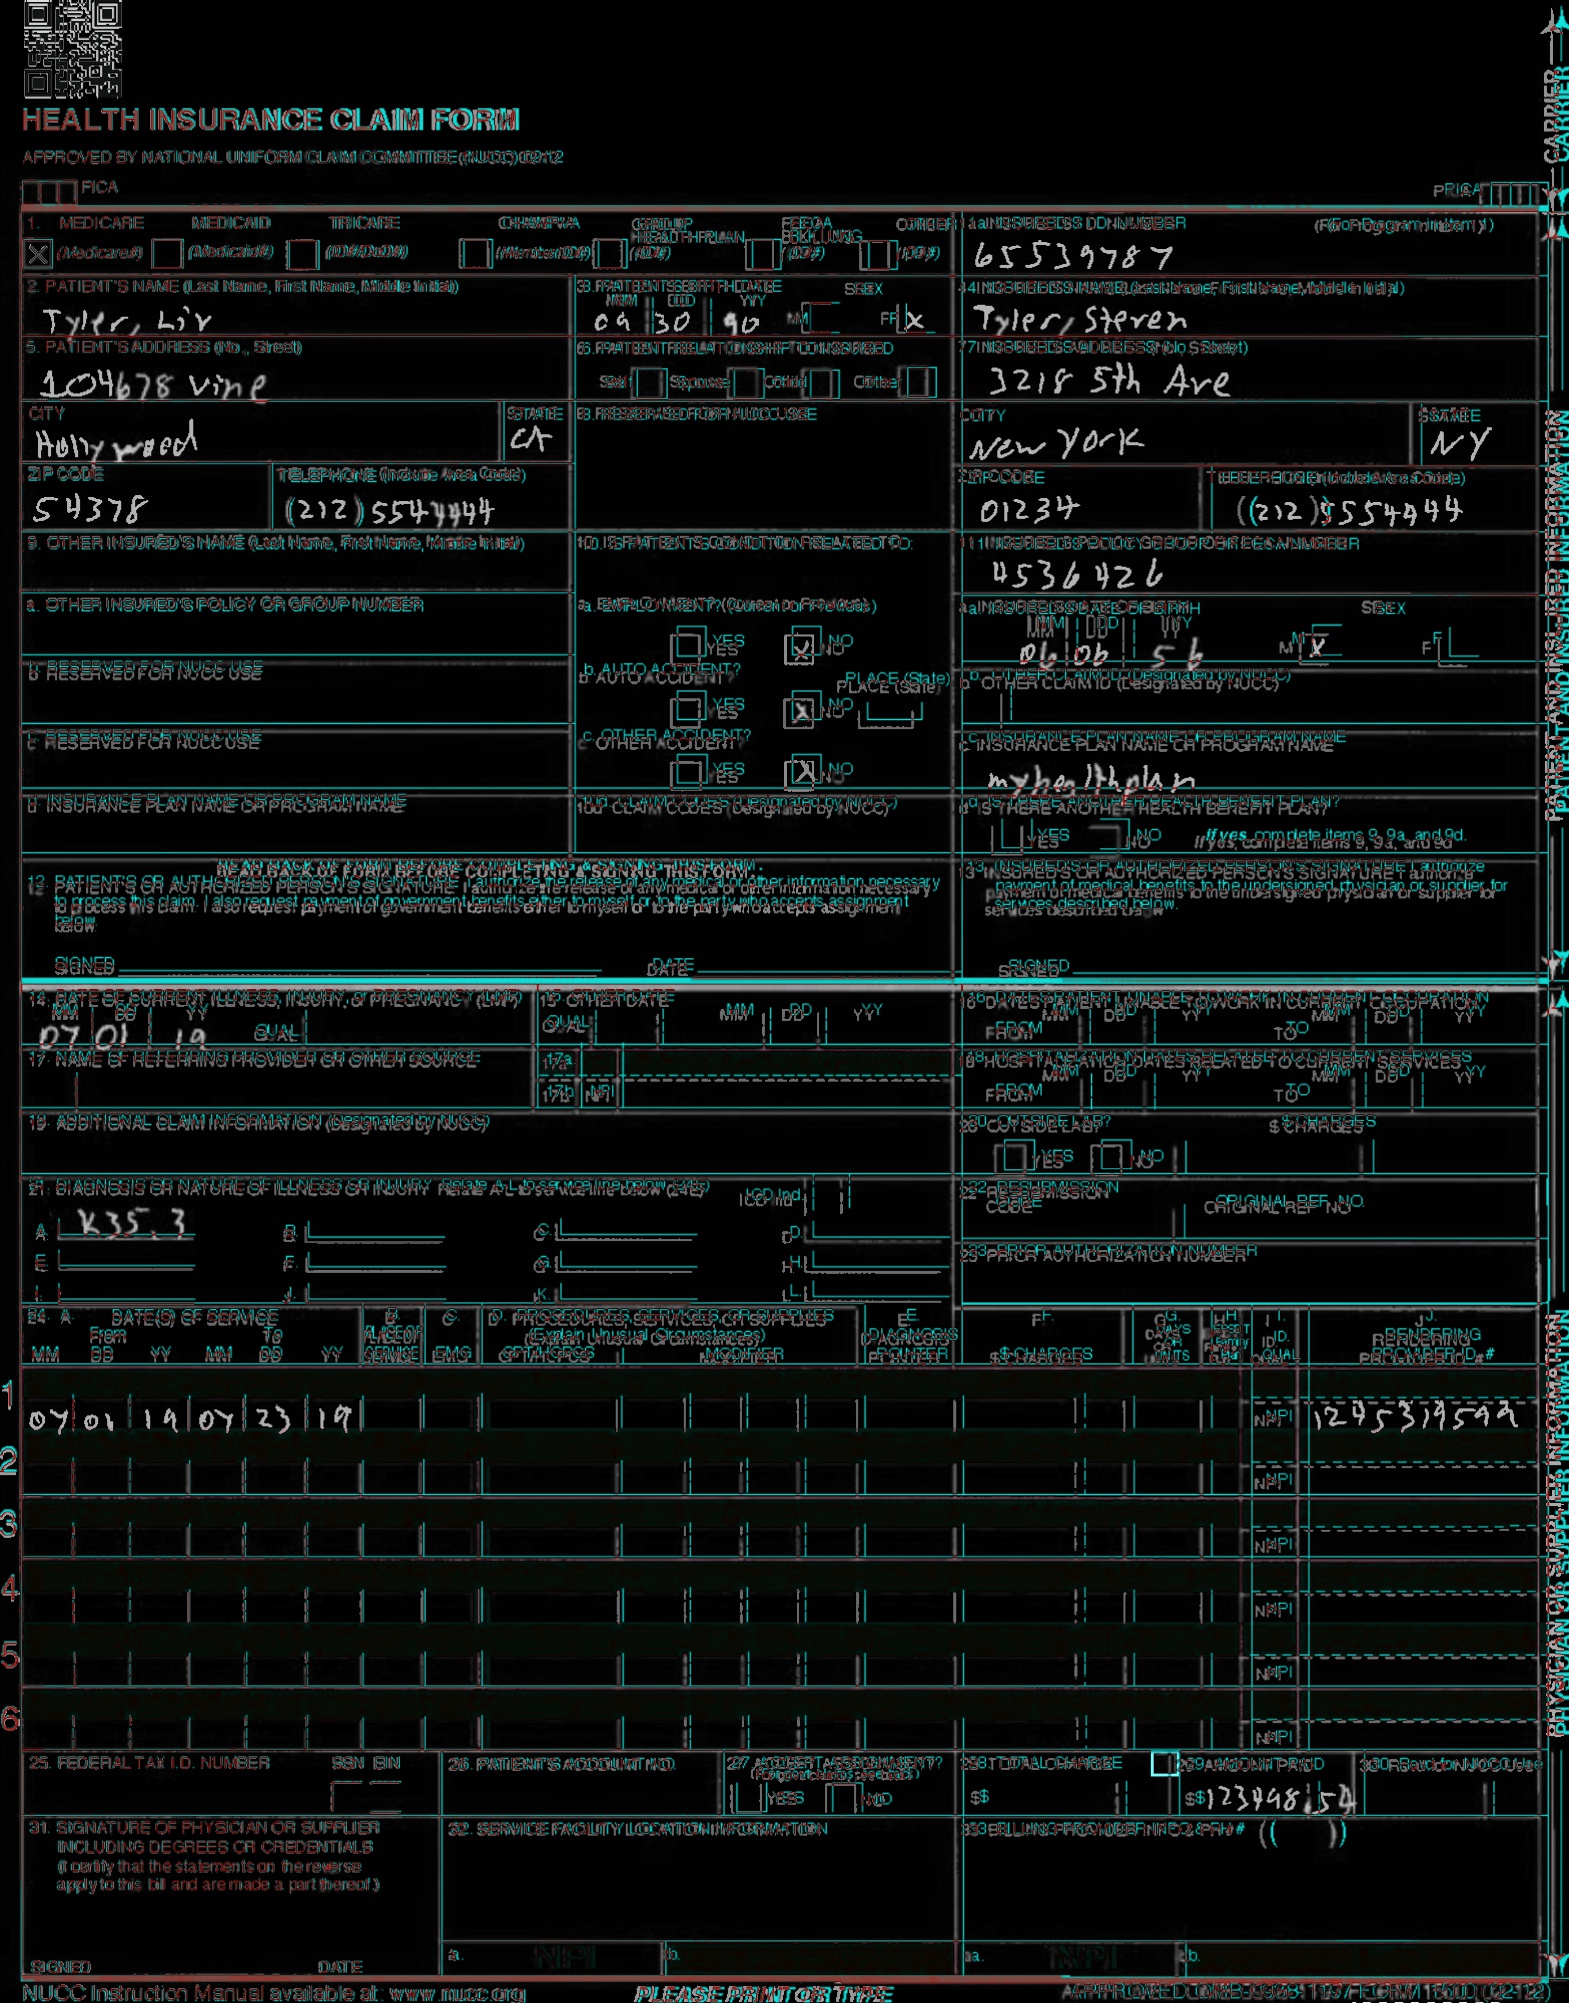 HEALTH INSURANCE CLAIM FORM
APPROVED BY NATIONAL UNIFORM CLAIM COMMITTEE (NUCC) 02/12
CARRIER
PICA
PICA
1. MEDICARE MEDICAID TRICARE CHAMPVA GROUP HEALTH PLAN FECA BLK LUNG OTHER
X (Medicare#) (Medicaid#) (ID#/DoD#) (Member ID#) (ID#) (ID#) (ID#)
1a. INSURED'S I.D. NUMBER (For Program in Item 1)
65539787
2. PATIENT'S NAME (Last Name, First Name, Middle Initial)
Tyler, Liv
3. PATIENT'S BIRTH DATE SEX
MM DD YY
09 30 90 M F X
4. INSURED'S NAME (Last Name, First Name, Middle Initial)
Tyler, Steven
5. PATIENT'S ADDRESS (No., Street)
104678 Vine
6. PATIENT RELATIONSHIP TO INSURED
Self Spouse Child Other
7. INSURED'S ADDRESS (No., Street)
3218 5th Ave
CITY STATE
Hollywood CA
8. RESERVED FOR NUCC USE
CITY STATE
New York NY
ZIP CODE TELEPHONE (Include Area Code)
54378 (212) 5544444
ZIP CODE TELEPHONE (Include Area Code)
01234 (212) 5554444
9. OTHER INSURED'S NAME (Last Name, First Name, Middle Initial)
10. IS PATIENT'S CONDITION RELATED TO:
11. INSURED'S POLICY GROUP OR FECA NUMBER
4536426
a. OTHER INSURED'S POLICY OR GROUP NUMBER
a. EMPLOYMENT? (Current or Previous)
YES X NO
a. INSURED'S DATE OF BIRTH SEX
MM DD YY
06 06 56 M X F
b. RESERVED FOR NUCC USE
b. AUTO ACCIDENT? PLACE (State)
YES X NO
b. OTHER CLAIM ID (Designated by NUCC)
c. RESERVED FOR NUCC USE
c. OTHER ACCIDENT?
YES X NO
c. INSURANCE PLAN NAME OR PROGRAM NAME
myhealthplan
d. INSURANCE PLAN NAME OR PROGRAM NAME
10d. CLAIM CODES (Designated by NUCC)
d. IS THERE ANOTHER HEALTH BENEFIT PLAN?
YES NO If yes, complete items 9, 9a, and 9d.
READ BACK OF FORM BEFORE COMPLETING & SIGNING THIS FORM.
12. PATIENT'S OR AUTHORIZED PERSON'S SIGNATURE I authorize the release of any medical or other information necessary
to process this claim. I also request payment of government benefits either to myself or to the party who accepts assignment
below.
SIGNED DATE
13. INSURED'S OR AUTHORIZED PERSON'S SIGNATURE I authorize
payment of medical benefits to the undersigned physician or supplier for
services described below.
SIGNED
PATIENT AND INSURED INFORMATION
14. DATE OF CURRENT ILLNESS, INJURY, or PREGNANCY (LMP)
MM DD YY
07 01 19 QUAL.
15. OTHER DATE
QUAL. MM DD YY
16. DATES PATIENT UNABLE TO WORK IN CURRENT OCCUPATION
MM DD YY MM DD YY
FROM TO
17. NAME OF REFERRING PROVIDER OR OTHER SOURCE
17a.
17b. NPI
18. HOSPITALIZATION DATES RELATED TO CURRENT SERVICES
MM DD YY MM DD YY
FROM TO
19. ADDITIONAL CLAIM INFORMATION (Designated by NUCC)
20. OUTSIDE LAB? $ CHARGES
YES NO
21. DIAGNOSIS OR NATURE OF ILLNESS OR INJURY Relate A-L to service line below (24E) ICD Ind.
A. K35.3 B. C. D.
E. F. G. H.
I. J. K. L.
22. RESUBMISSION CODE ORIGINAL REF. NO.
23. PRIOR AUTHORIZATION NUMBER
24. A. DATE(S) OF SERVICE B. C. D. PROCEDURES, SERVICES, OR SUPPLIES E. F. G. H. I. J.
From To PLACE OF (Explain Unusual Circumstances) DIAGNOSIS DAYS OR EPSDT Family ID. RENDERING
MM DD YY MM DD YY SERVICE EMG CPT/HCPCS MODIFIER POINTER $ CHARGES UNITS Plan QUAL. PROVIDER ID. #
1
07 01 19 07 23 19 NPI 1245319599
2 NPI
3 NPI
4 NPI
5 NPI
6 NPI
PHYSICIAN OR SUPPLIER INFORMATION
25. FEDERAL TAX I.D. NUMBER SSN EIN
26. PATIENT'S ACCOUNT NO.
27. ACCEPT ASSIGNMENT?
(For govt. claims, see back)
YES NO
28. TOTAL CHARGE
$
29. AMOUNT PAID
$ 123498.54
30. Rsvd for NUCC Use
31. SIGNATURE OF PHYSICIAN OR SUPPLIER
INCLUDING DEGREES OR CREDENTIALS
(I certify that the statements on the reverse
apply to this bill and are made a part thereof.)
SIGNED DATE
32. SERVICE FACILITY LOCATION INFORMATION
a. NPI b.
33. BILLING PROVIDER INFO & PH # ( )
a. NPI b.
NUCC Instruction Manual available at: www.nucc.org
PLEASE PRINT OR TYPE